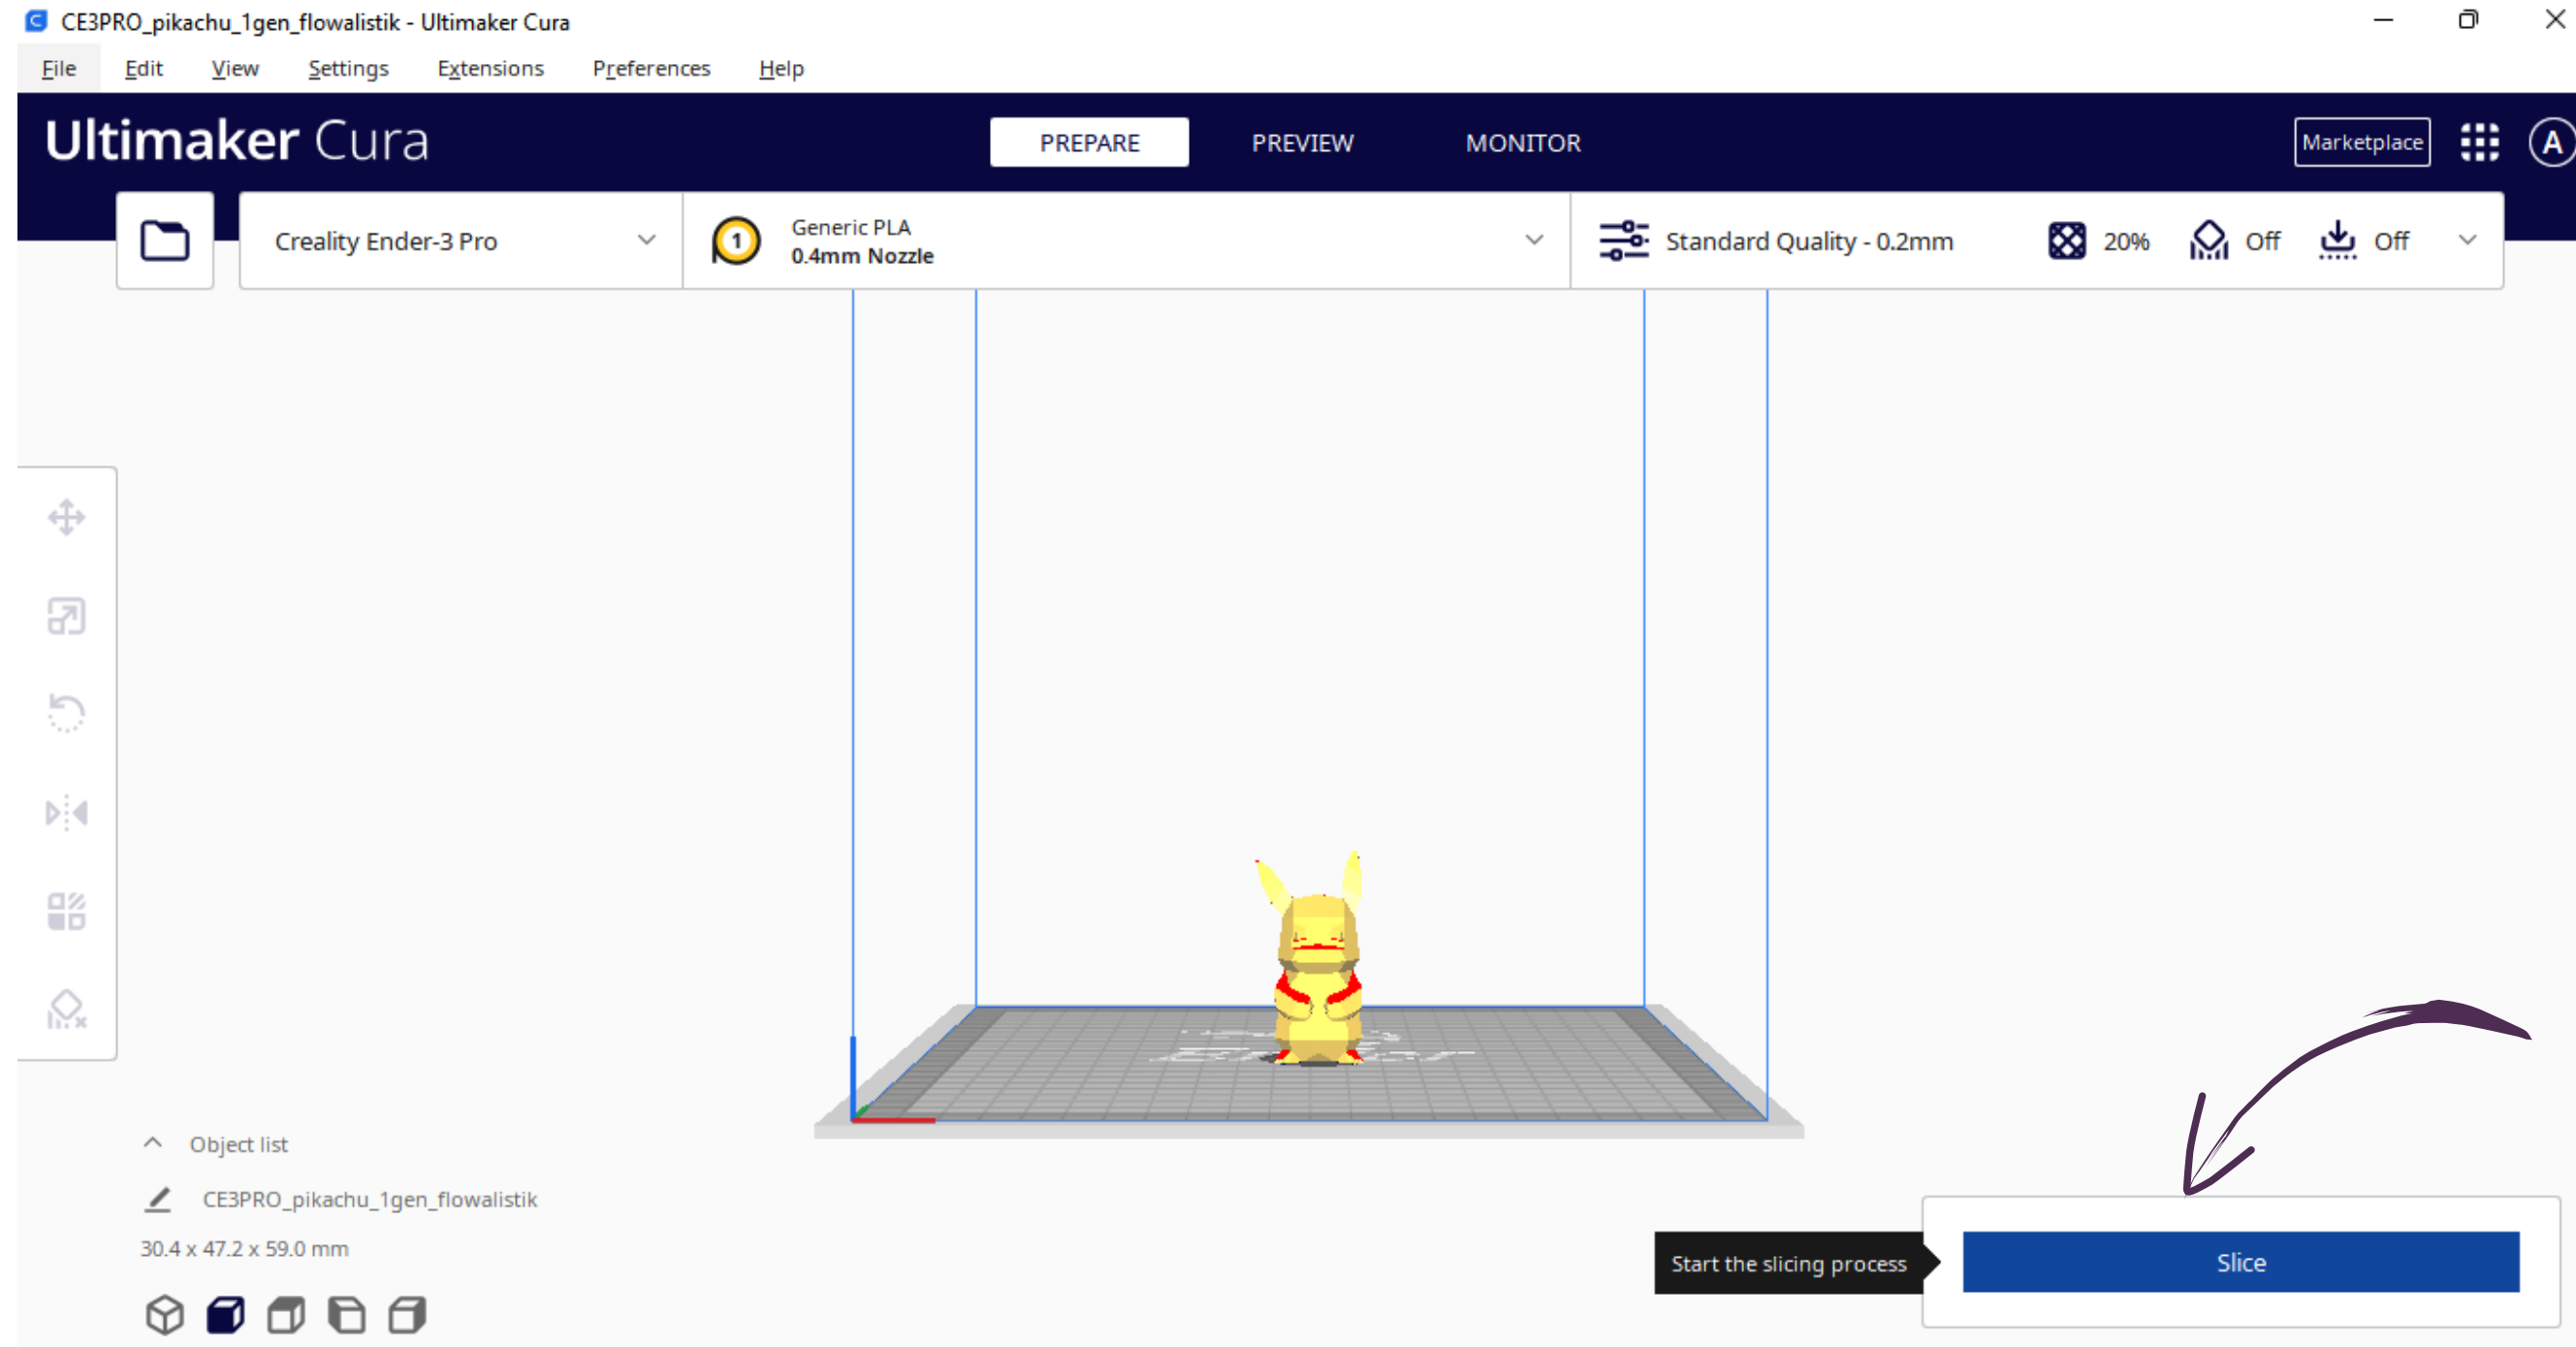 CE3PRO_pikachu_1gen_flowalistik - Ultimaker Cura
File Edit View Settings Extensions Preferences Help
Ultimaker Cura PREPARE PREVIEW MONITOR Marketplace A
Creality Ender-3 Pro
1 Generic PLA
0.4mm Nozzle
Standard Quality - 0.2mm 20% Off Off
Object list
CE3PRO_pikachu_1gen_flowalistik
30.4 x 47.2 x 59.0 mm
Start the slicing process
Slice